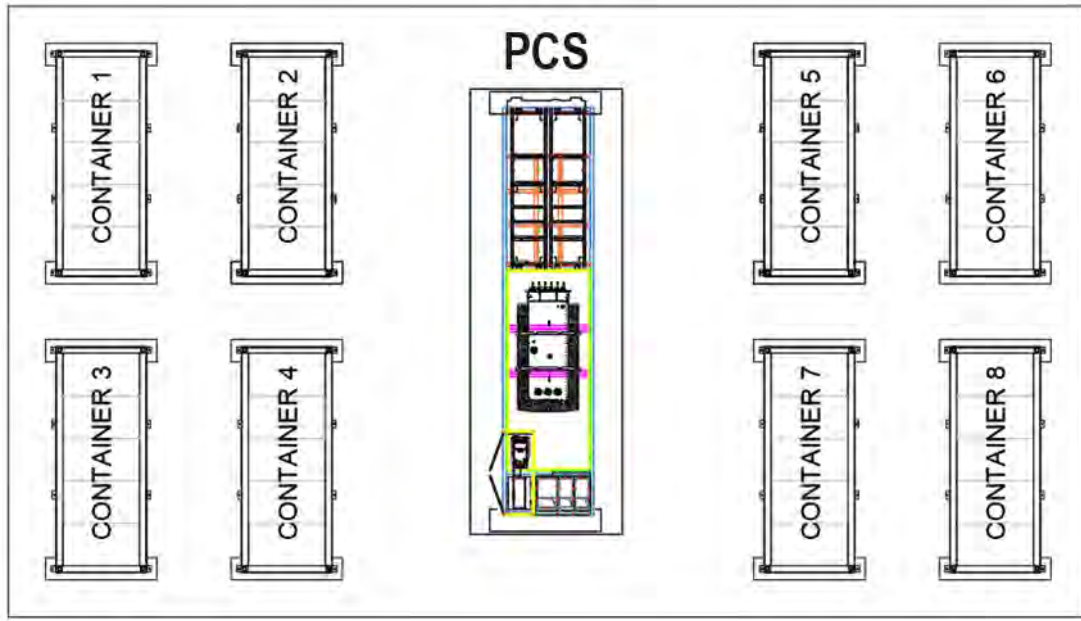 PCS
CONTAINER 1
CONTAINER 2
CONTAINER 5
CONTAINER 6
CONTAINER 3
CONTAINER 4
CONTAINER 7
CONTAINER 8